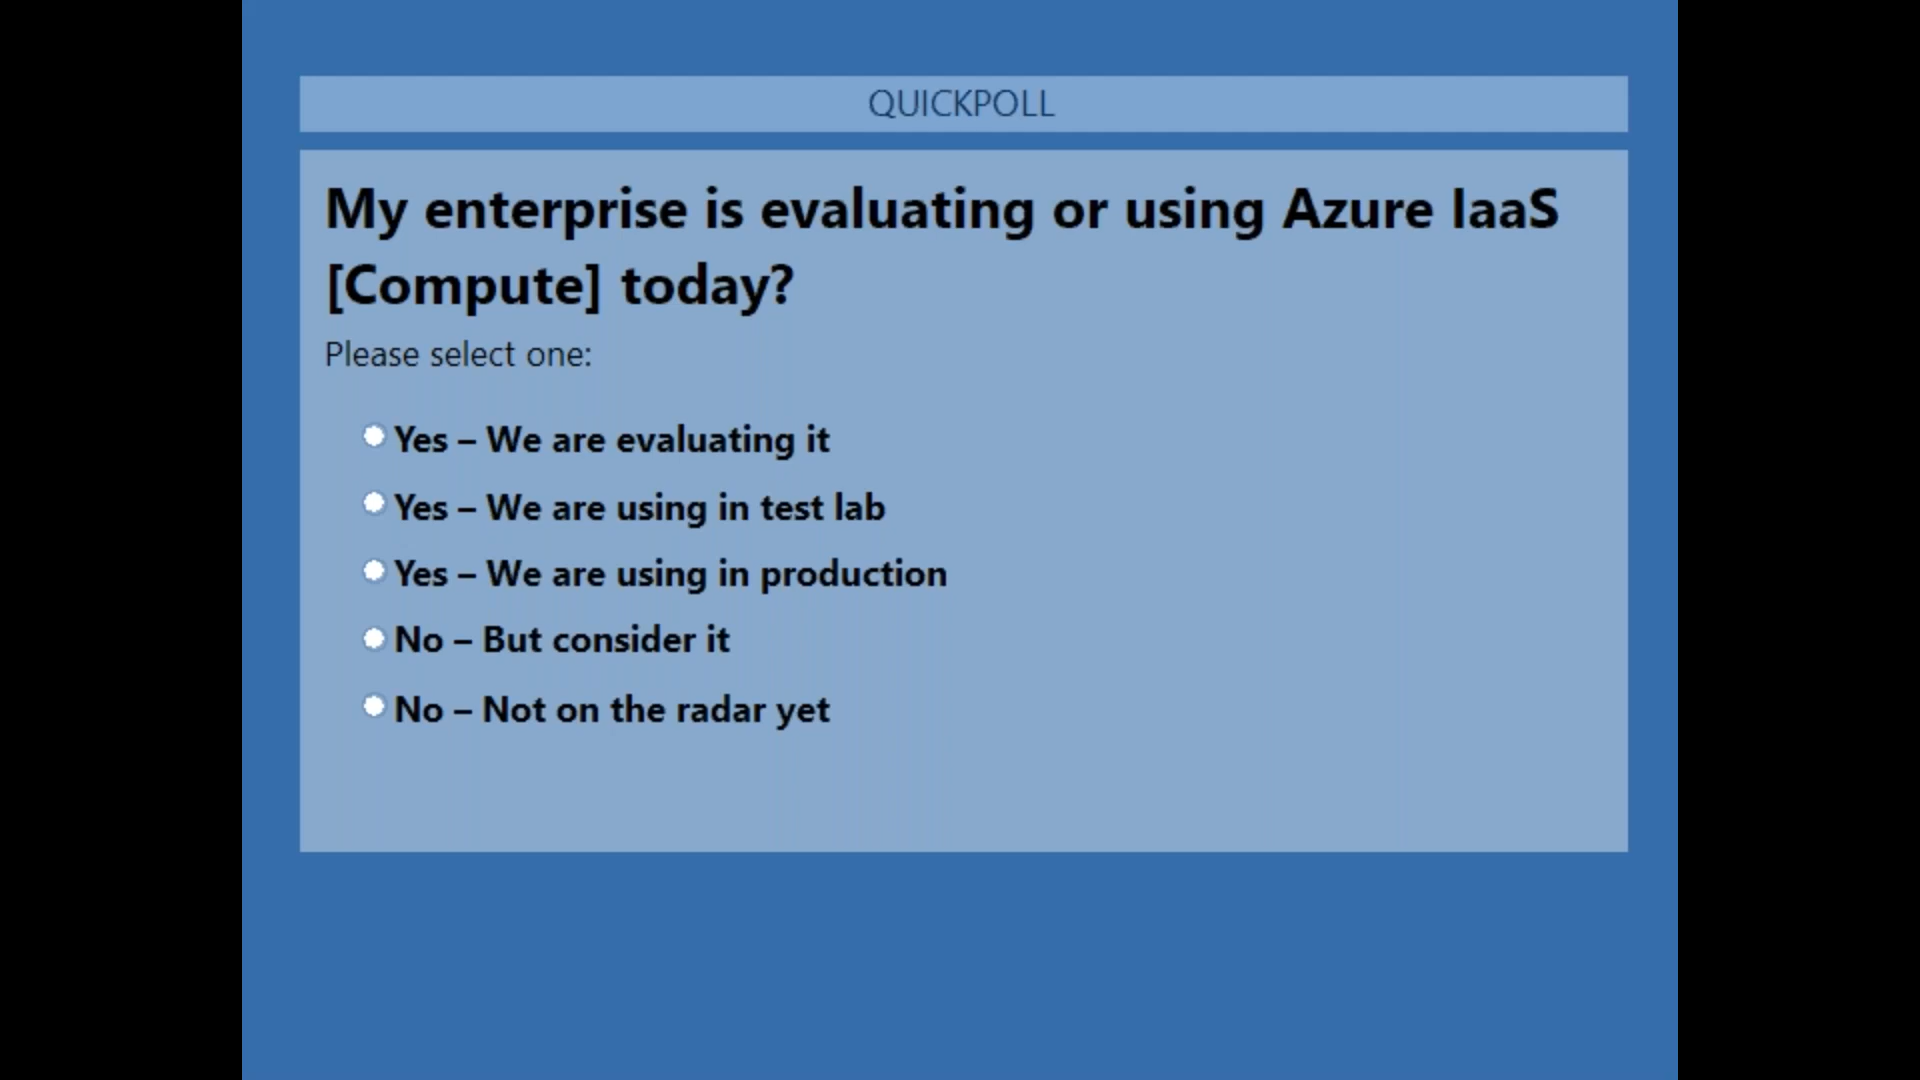 QUICKPOLL
My enterprise is evaluating or using Azure IaaS
[Compute] today?
Please select one:
Yes – We are evaluating it
Yes – We are using in test lab
Yes – We are using in production
No – But consider it
No – Not on the radar yet